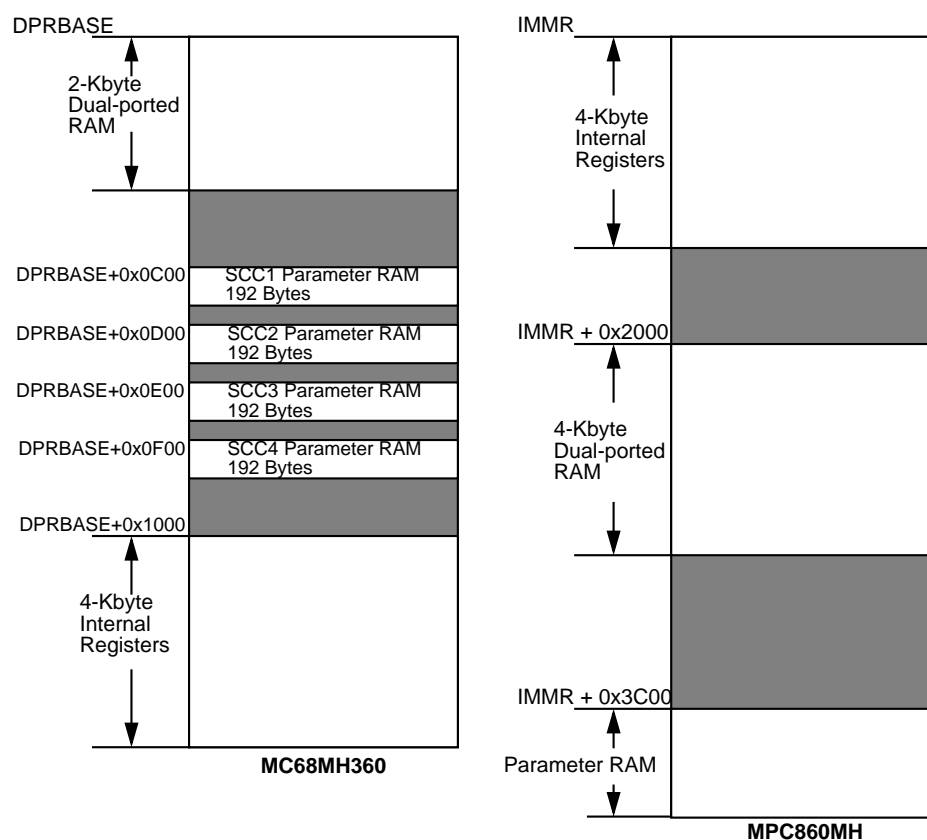 DPRBASE
2-Kbyte
Dual-ported
RAM
DPRBASE+0x0C00
SCC1 Parameter RAM
192 Bytes
DPRBASE+0x0D00
SCC2 Parameter RAM
192 Bytes
DPRBASE+0x0E00
SCC3 Parameter RAM
192 Bytes
DPRBASE+0x0F00
SCC4 Parameter RAM
192 Bytes
DPRBASE+0x1000
4-Kbyte
Internal
Registers
MC68MH360
IMMR
4-Kbyte
Internal
Registers
IMMR + 0x2000
4-Kbyte
Dual-ported
RAM
IMMR + 0x3C00
Parameter RAM
MPC860MH